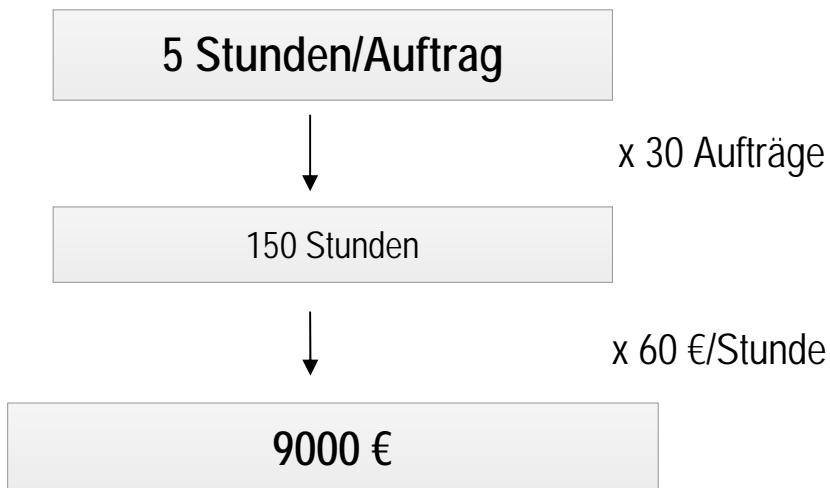 5 Stunden/Auftrag
x 30 Aufträge
150 Stunden
x 60 €/Stunde
9000 €